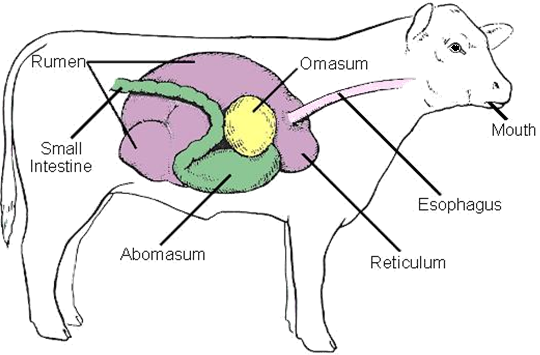 Rumen
Omasum
Mouth
Small
Intestine
Esophagus
Abomasum
Reticulum